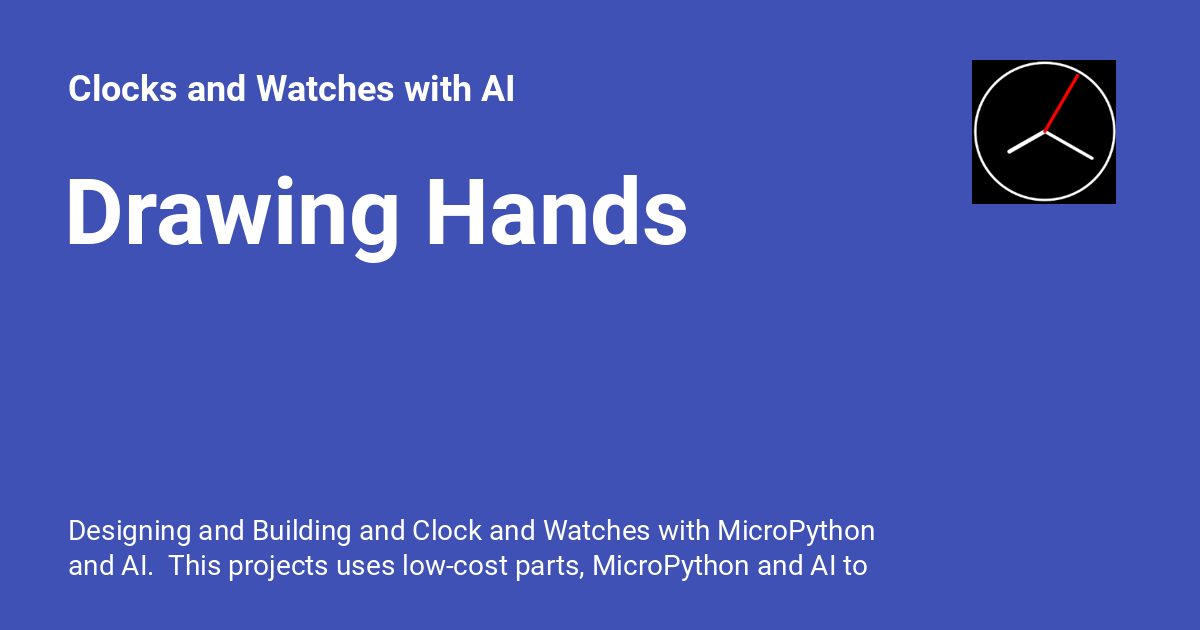 Clocks and Watches with AI
Drawing Hands
Designing and Building and Clock and Watches with MicroPython
and AI.  This projects uses low-cost parts, MicroPython and AI to